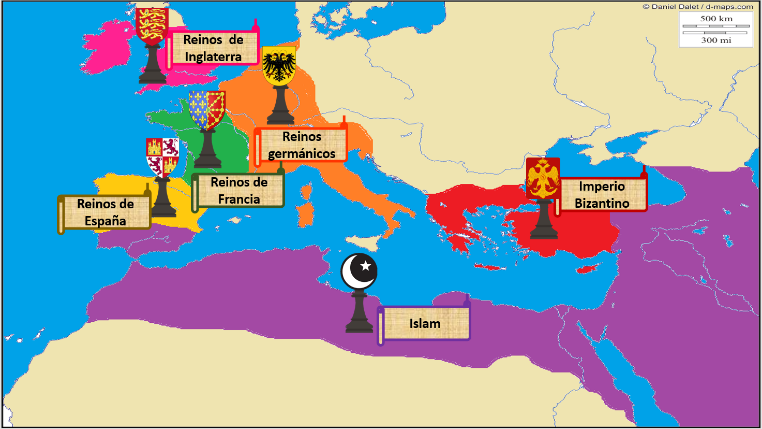 © Daniel Dalet / d-maps.com
500 km
300 mi
Reinos de
Inglaterra
Reinos
germánicos
Reinos de
Francia
Reinos de
España
Imperio
Bizantino
Islam